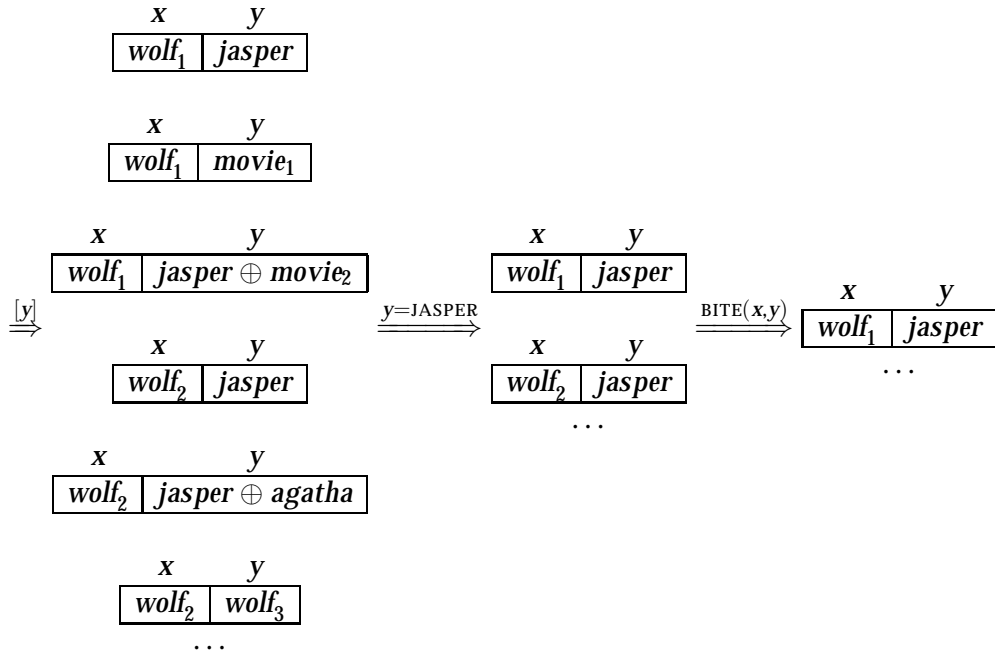 x y
wolf₁ jasper
x y
wolf₁ movie₁
x y
wolf₁ jasper ⊕ movie₂
[y]
⟹
x y
wolf₂ jasper
x y
wolf₂ jasper ⊕ agatha
x y
wolf₂ wolf₃
...
y=JASPER
⟹
x y
wolf₁ jasper
x y
wolf₂ jasper
...
BITE(x,y)
⟹
x y
wolf₁ jasper
...